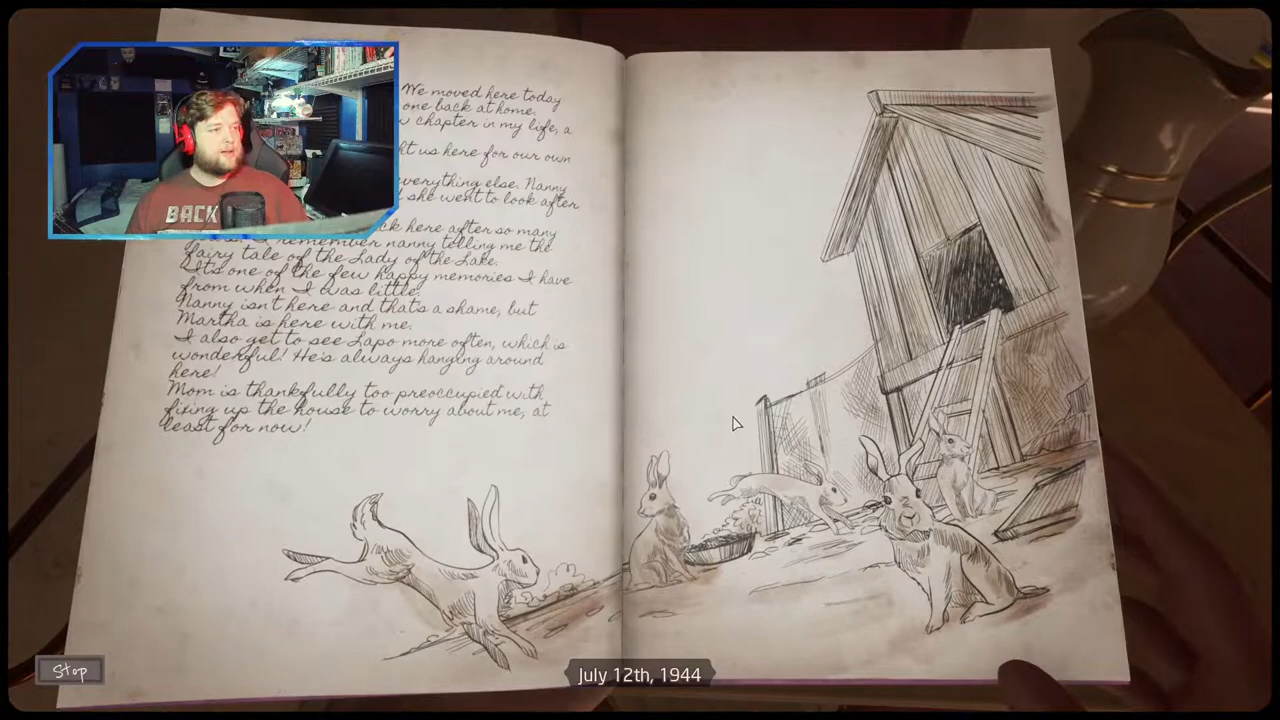 We moved here today
one back at home.
chapter in my life, a
us here for our own
everything else. Nanny
she went to look after
BACK
here after so many
I remember nanny telling me the
fairy tale of the Lady of the Lake.
Its one of the few happy memories I have
from when I was little.
Nanny isn't here and thats a shame, but
Martha is here with me.
I also get to see Lapo more often, which is
wonderful! He's always hanging around
here!
Mom is thankfully too preoccupied with
fixing up the house to worry about me, at
least for now!
Stop
July 12th, 1944